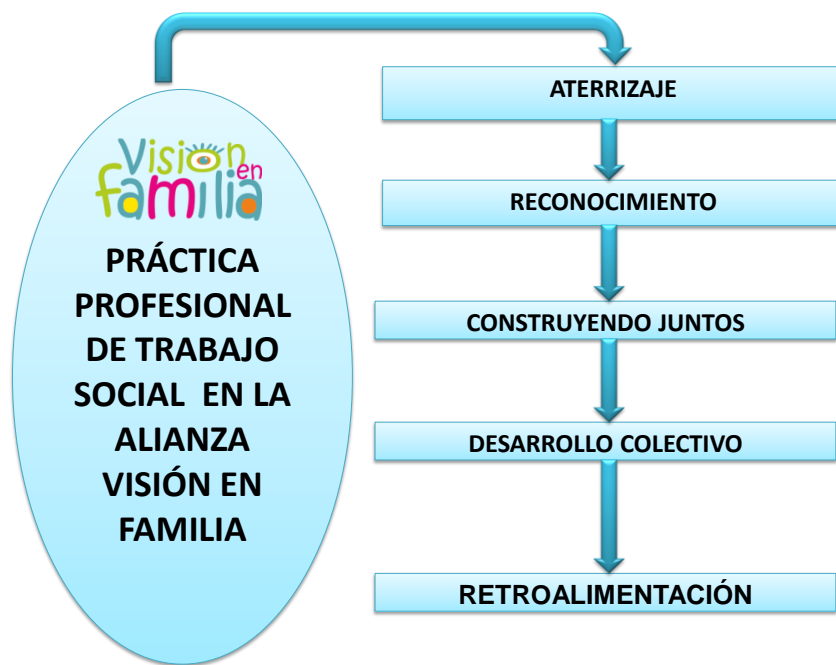 Visión
en
familia
PRÁCTICA
PROFESIONAL
DE TRABAJO
SOCIAL EN LA
ALIANZA
VISIÓN EN
FAMILIA
ATERRIZAJE
RECONOCIMIENTO
CONSTRUYENDO JUNTOS
DESARROLLO COLECTIVO
RETROALIMENTACIÓN